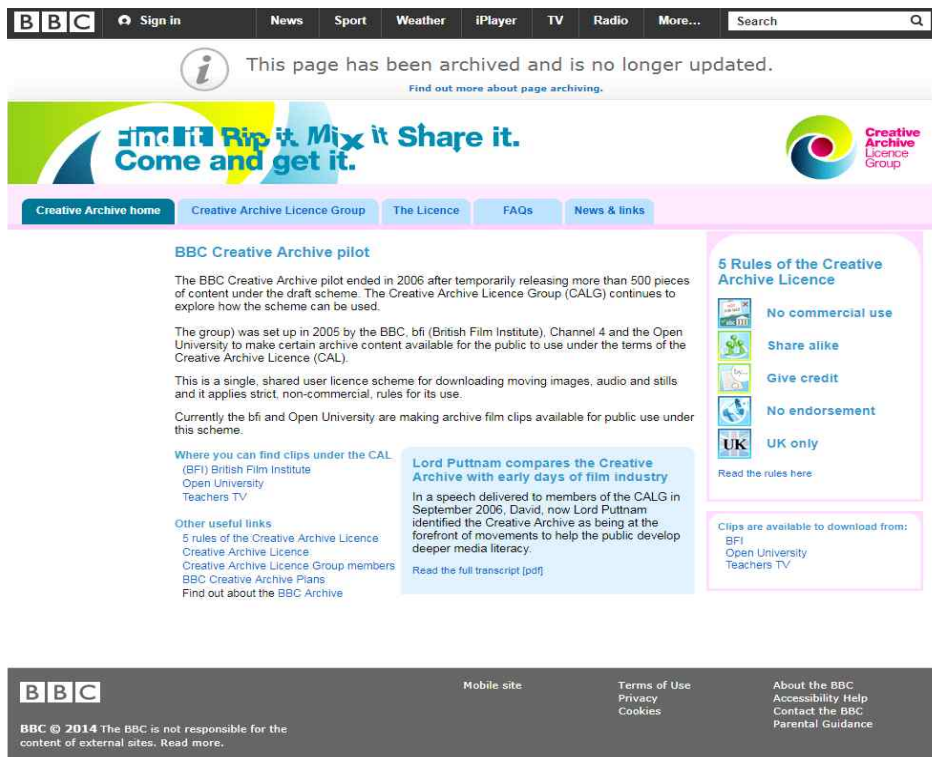 BBC Sign in News Sport Weather iPlayer TV Radio More... Search
This page has been archived and is no longer updated.
Find out more about page archiving.
Find it Rip it. Mix it Share it.
Come and get it.
Creative
Archive
Licence
Group
Creative Archive home Creative Archive Licence Group The Licence FAQs News & links
BBC Creative Archive pilot
The BBC Creative Archive pilot ended in 2006 after temporarily releasing more than 500 pieces
of content under the draft scheme. The Creative Archive Licence Group (CALG) continues to
explore how the scheme can be used.
The group) was set up in 2005 by the BBC, bfi (British Film Institute), Channel 4 and the Open
University to make certain archive content available for the public to use under the terms of the
Creative Archive Licence (CAL).
This is a single, shared user licence scheme for downloading moving images, audio and stills
and it applies strict, non-commercial, rules for its use.
Currently the bfi and Open University are making archive film clips available for public use under
this scheme.
Where you can find clips under the CAL
(BFI) British Film Institute
Open University
Teachers TV
Other useful links
5 rules of the Creative Archive Licence
Creative Archive Licence
Creative Archive Licence Group members
BBC Creative Archive Plans
Find out about the BBC Archive
Lord Puttnam compares the Creative
Archive with early days of film industry
In a speech delivered to members of the CALG in
September 2006, David, now Lord Puttnam
identified the Creative Archive as being at the
forefront of movements to help the public develop
deeper media literacy.
Read the full transcript [pdf]
5 Rules of the Creative
Archive Licence
No commercial use
Share alike
Give credit
No endorsement
UK UK only
Read the rules here
Clips are available to download from:
BFI
Open University
Teachers TV
BBC
BBC © 2014 The BBC is not responsible for the
content of external sites. Read more.
Mobile site
Terms of Use
Privacy
Cookies
About the BBC
Accessibility Help
Contact the BBC
Parental Guidance